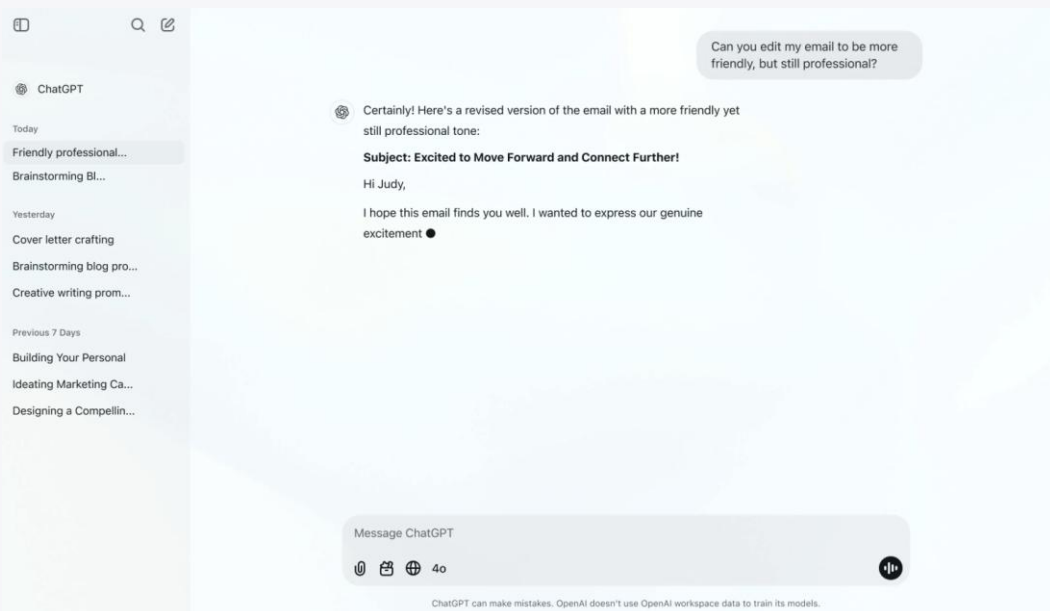 ChatGPT
Today
Friendly professional...
Brainstorming Bl...
Yesterday
Cover letter crafting
Brainstorming blog pro...
Creative writing prom...
Previous 7 Days
Building Your Personal
Ideating Marketing Ca...
Designing a Compellin...
Can you edit my email to be more
friendly, but still professional?
Certainly! Here's a revised version of the email with a more friendly yet
still professional tone:
Subject: Excited to Move Forward and Connect Further!
Hi Judy,
I hope this email finds you well. I wanted to express our genuine
excitement
Message ChatGPT
4o
ChatGPT can make mistakes. OpenAI doesn't use OpenAI workspace data to train its models.